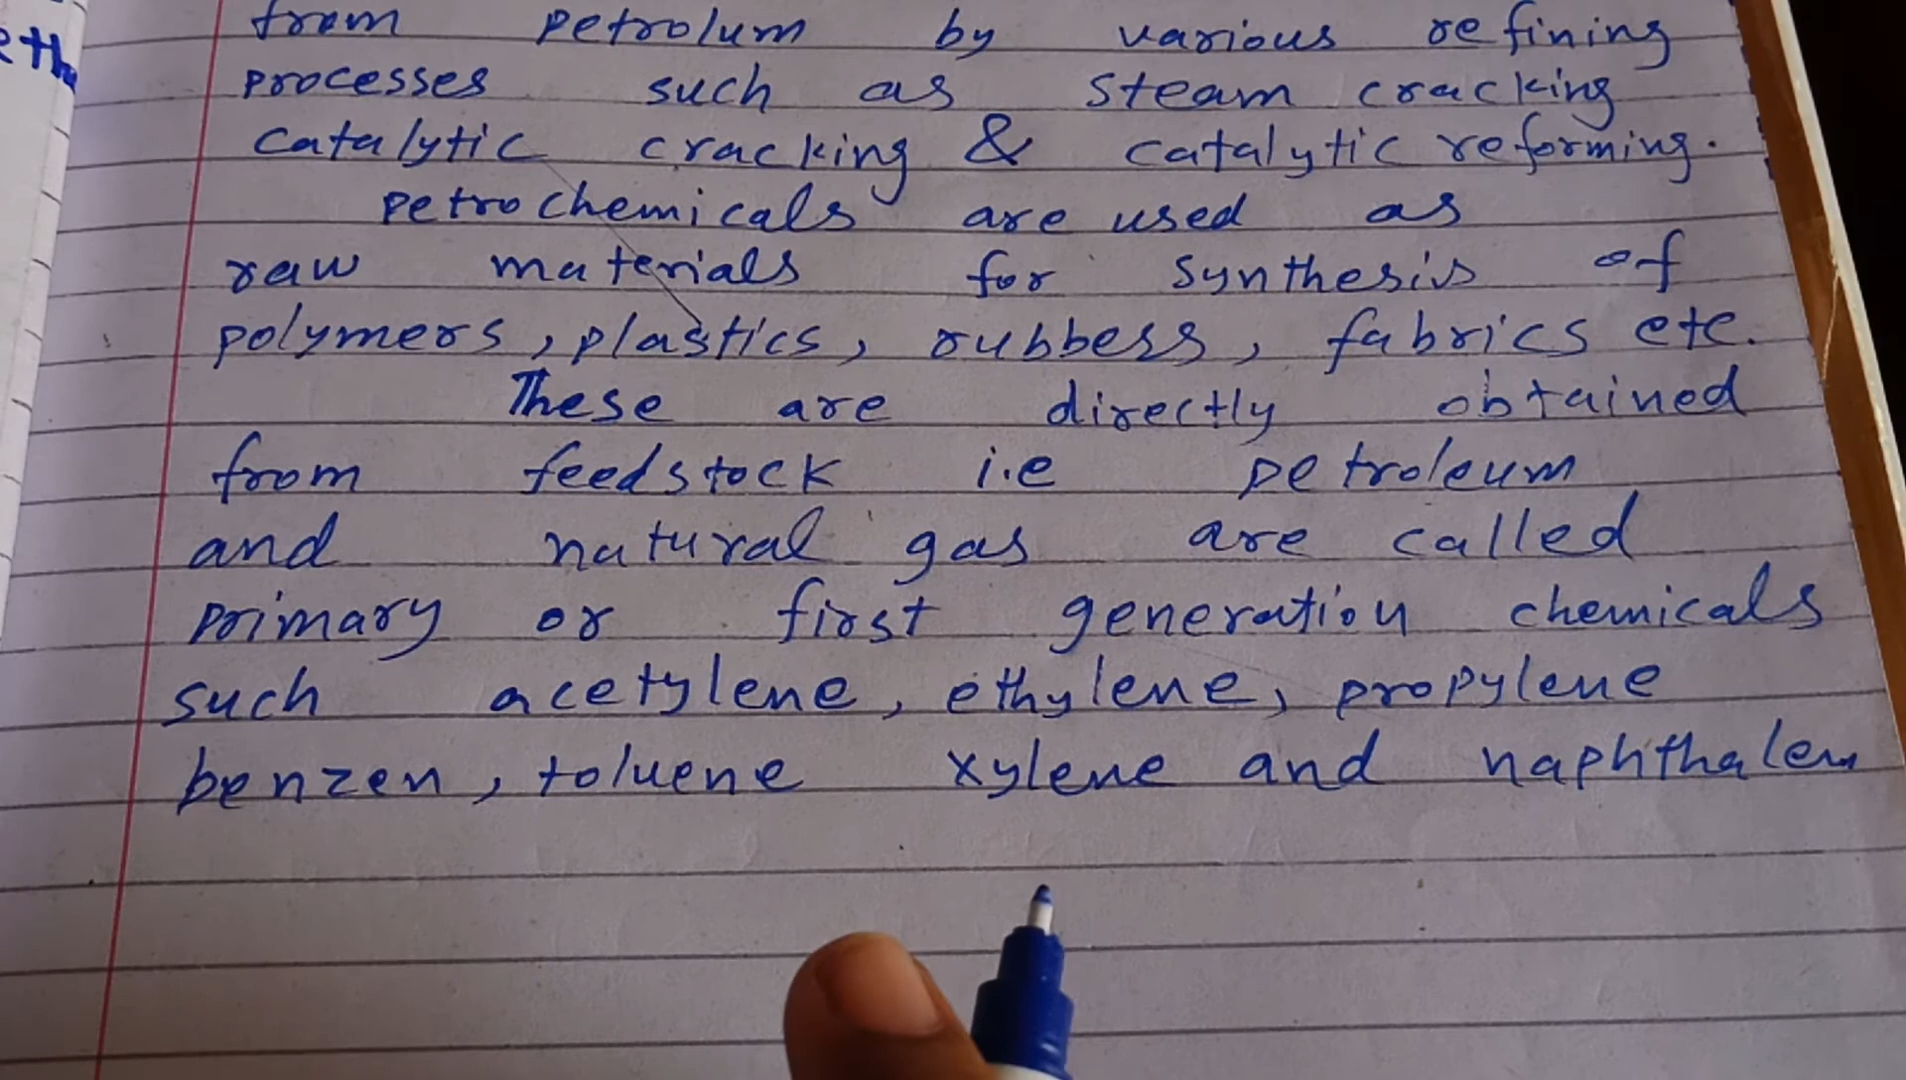 from petrolum by various refining
processes such as steam cracking
catalytic cracking & catalytic reforming.
petrochemicals are used as
raw materials for synthesis of
polymers, plastics, rubbers, fabrics etc.
These are directly obtained
from feedstock i.e petroleum
and natural gas are called
primary or first generation chemicals
such acetylene, ethylene, propylene
benzen, toluene xylene and naphthalen